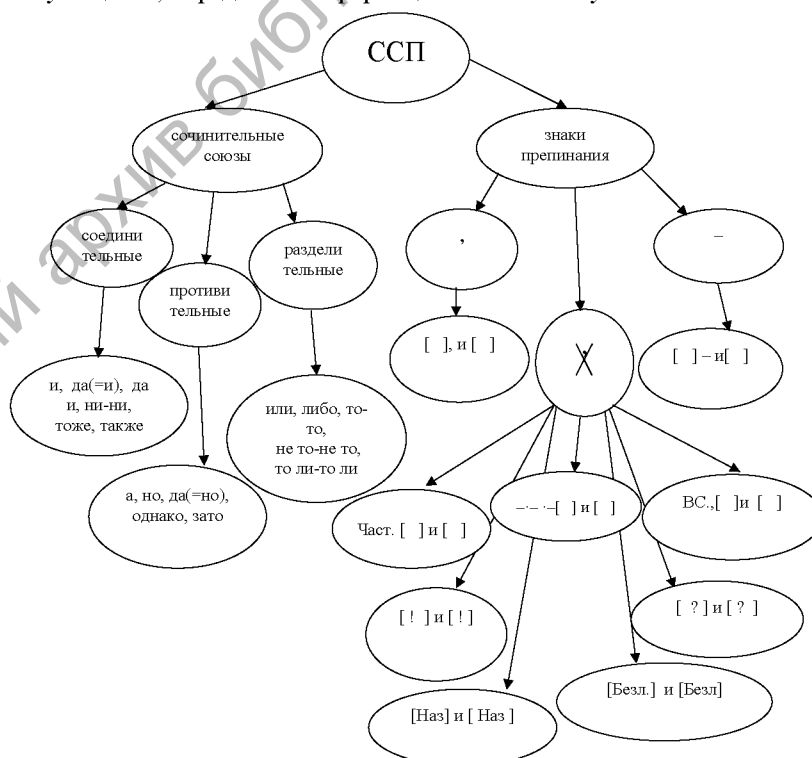 ССП
сочинительные
союзы
знаки
препинания
соедини
тельные
противи
тельные
раздели
тельные
,
–
и, да(=и), да
и, ни-ни,
тоже, также
или, либо, то-
то,
не то-не то,
то ли-то ли
а, но, да(=но),
однако, зато
[ ], и [ ]
[ ] – и[ ]
,
Част. [ ] и [ ]
–·– ·–[ ] и [ ]
ВС.,[ ]и [ ]
[ ! ] и [ ! ]
[ ? ] и [ ? ]
[Наз] и [ Наз ]
[Безл.] и [Безл]
й архив библ